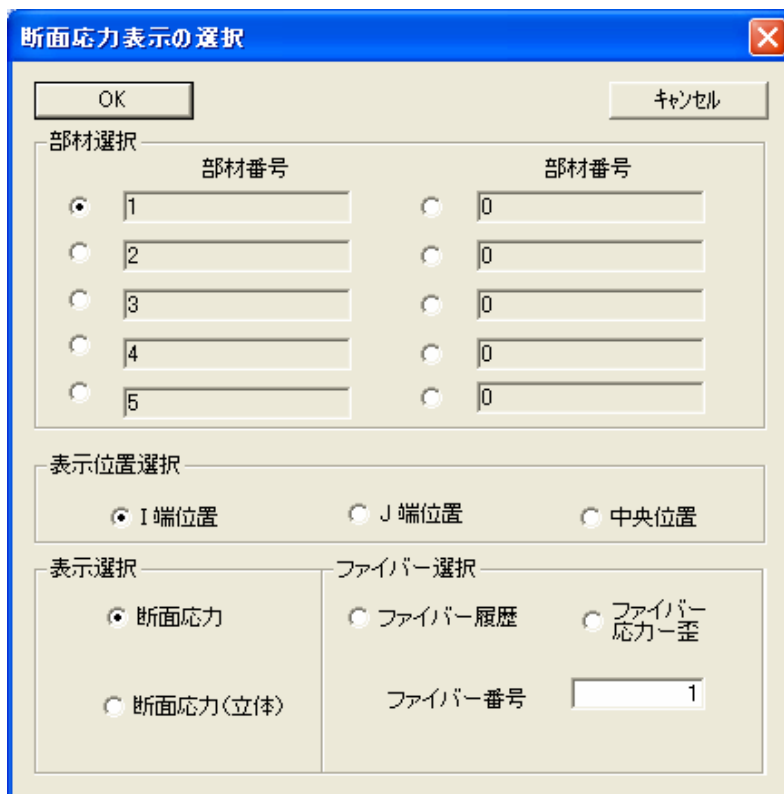 断面応力表示の選択
OK キャンセル
部材選択
部材番号 部材番号
1 0
2 0
3 0
4 0
5 0
表示位置選択
I端位置 J端位置 中央位置
表示選択 ファイバー選択
断面応力 ファイバー履歴 ファイバー
応力ー歪
断面応力(立体) ファイバー番号 1